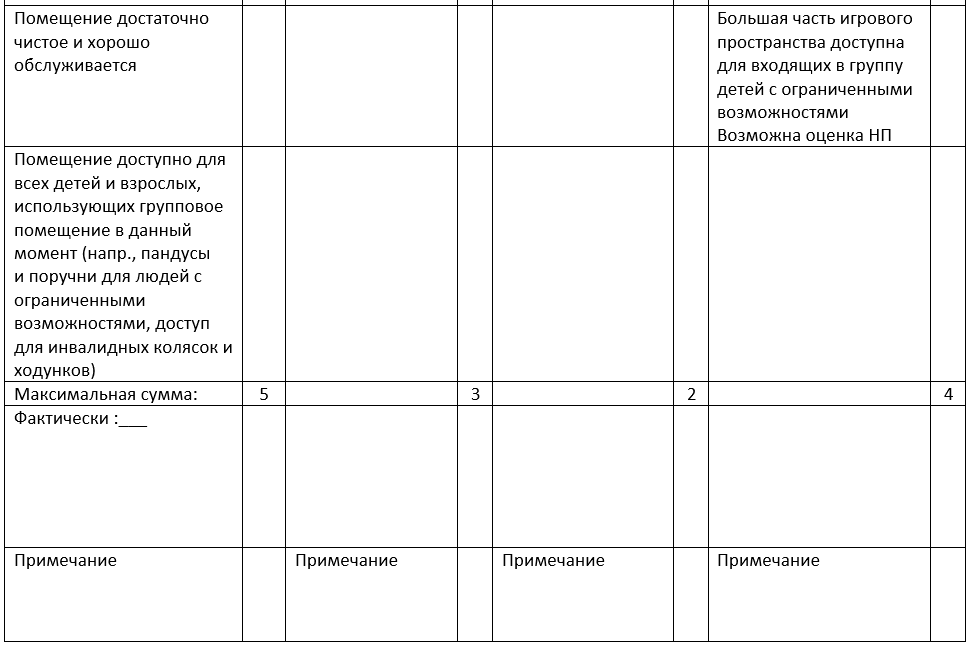 Помещение достаточно
чистое и хорошо
обслуживается
Большая часть игрового
пространства доступна
для входящих в группу
детей с ограниченными
возможностями
Возможна оценка НП
Помещение доступно для
всех детей и взрослых,
использующих групповое
помещение в данный
момент (напр., пандусы
и поручни для людей с
ограниченными
возможностями, доступ
для инвалидных колясок и
ходунков)
Максимальная сумма: 5 3 2 4
Фактически :___
Примечание Примечание Примечание Примечание